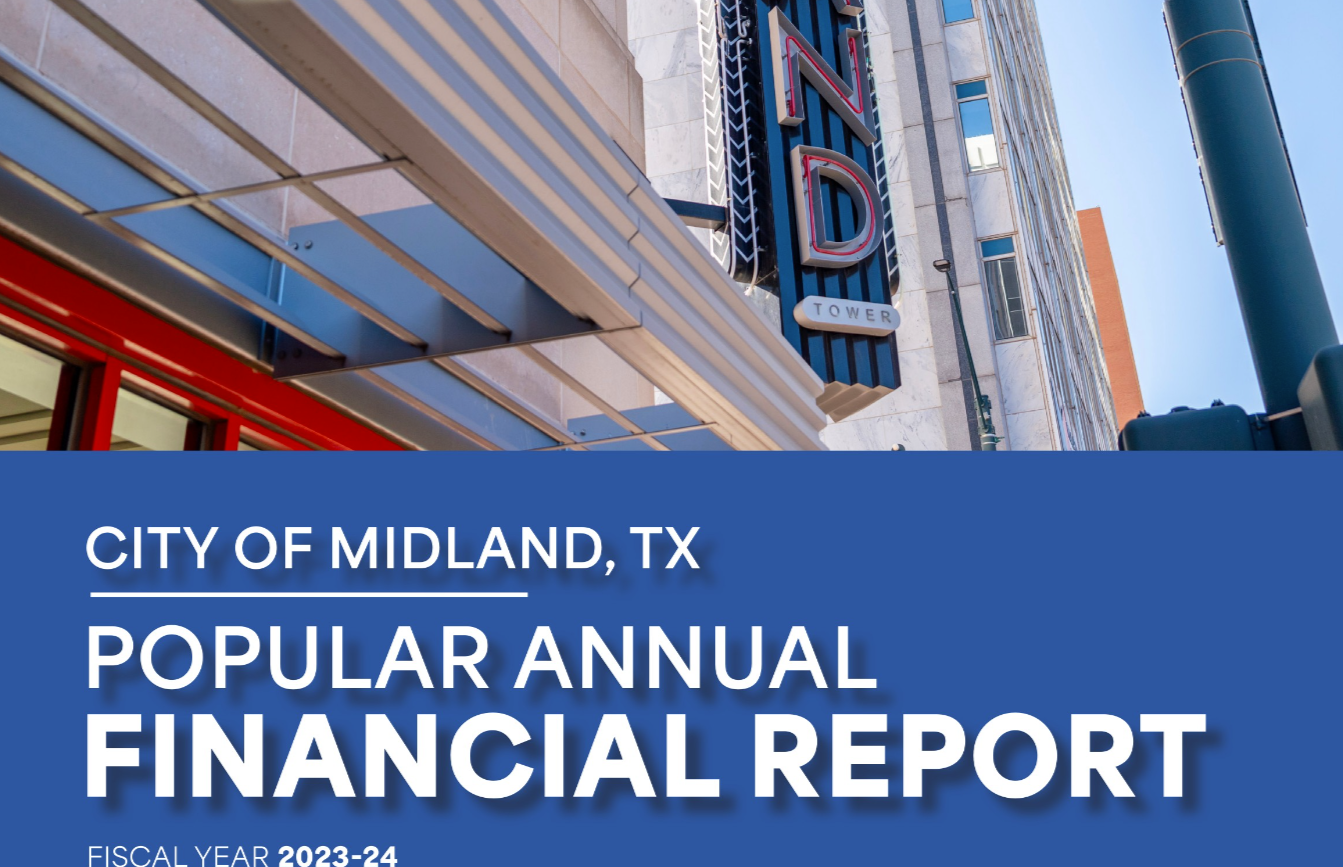 N
D
TOWER
CITY OF MIDLAND, TX
POPULAR ANNUAL
FINANCIAL REPORT
FISCAL YEAR 2023-24